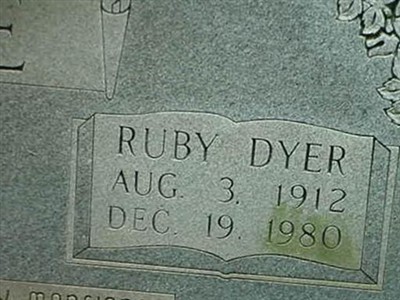 RUBY DYER
AUG. 3. 1912
DEC. 19. 1980